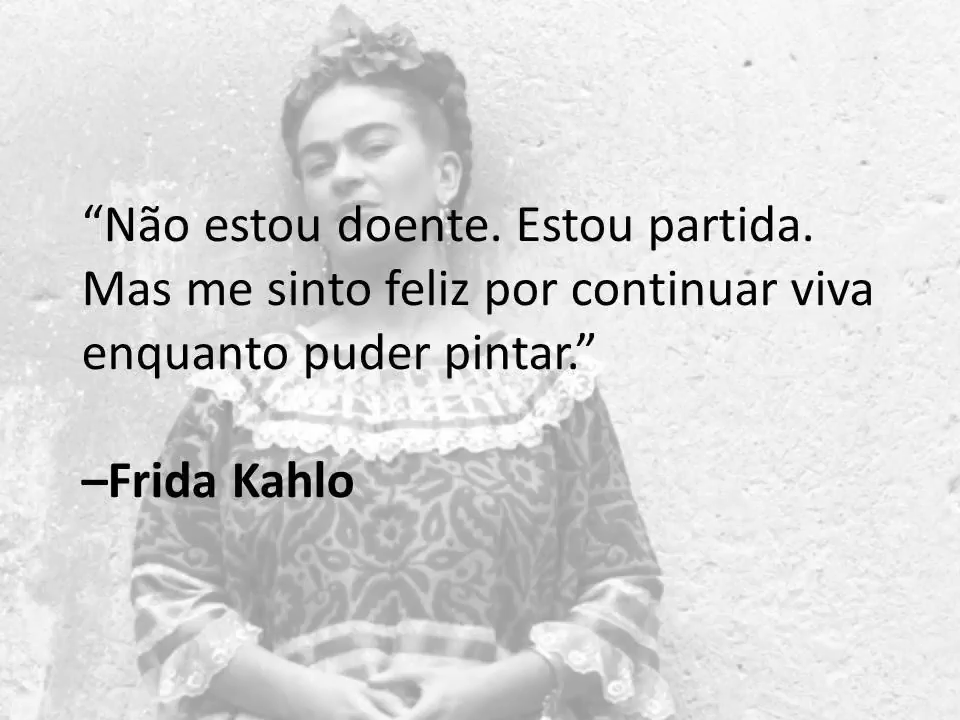 “Não estou doente. Estou partida.
Mas me sinto feliz por continuar viva
enquanto puder pintar.”
–Frida Kahlo